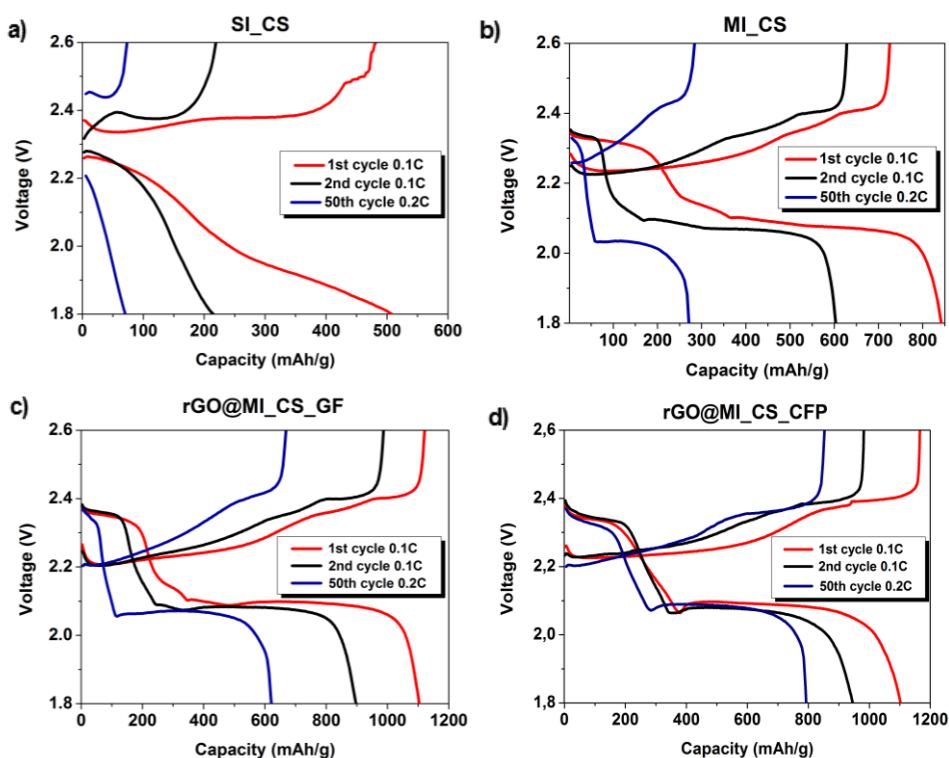 a)
SI_CS
2.6
2.4
2.2
2.0
1.8
Voltage (V)
1st cycle 0.1C
2nd cycle 0.1C
50th cycle 0.2C
0 100 200 300 400 500 600
Capacity (mAh/g)
b)
MI_CS
2.6
2.4
2.2
2.0
1.8
Voltage (V)
1st cycle 0.1C
2nd cycle 0.1C
50th cycle 0.2C
100 200 300 400 500 600 700 800
Capacity (mAh/g)
c)
rGO@MI_CS_GF
2.6
2.4
2.2
2.0
1.8
Voltage (V)
1st cycle 0.1C
2nd cycle 0.1C
50th cycle 0.2C
0 200 400 600 800 1000 1200
Capacity (mAh/g)
d)
rGO@MI_CS_CFP
2,6
2,4
2,2
2,0
1,8
Voltage (V)
1st cycle 0.1C
2nd cycle 0.1C
50th cycle 0.2C
0 200 400 600 800 1000 1200
Capacity (mAh/g)